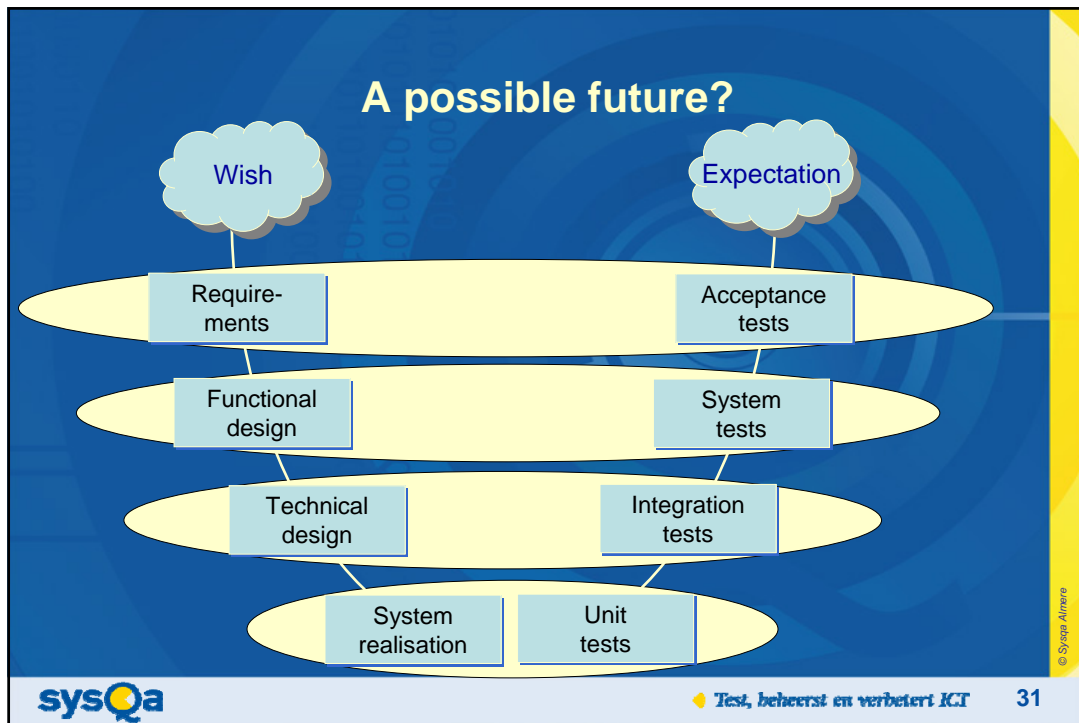 A possible future?
Wish
Expectation
Require-
ments
Acceptance
tests
Functional
design
System
tests
Technical
design
Integration
tests
System
realisation
Unit
tests
© Sysqa Almere
sysQa
Test, beheerst en verbetert ICT
31